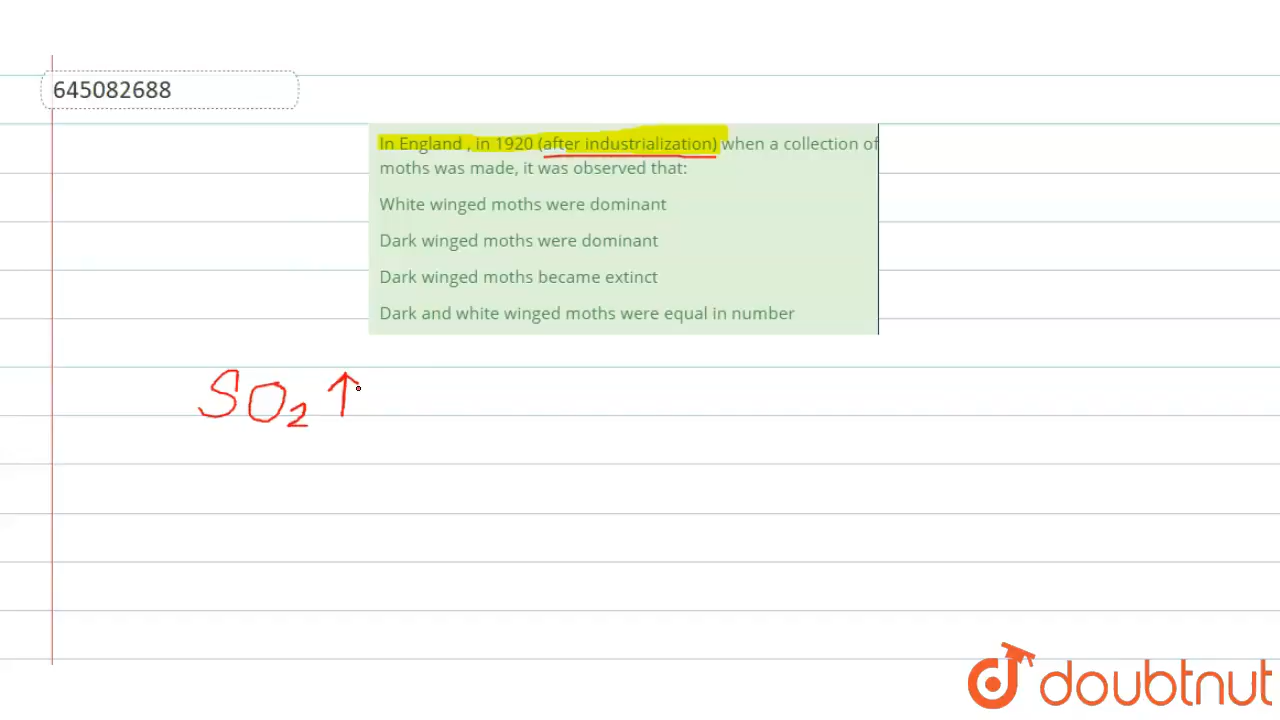 645082688
In England , in 1920 (after industrialization) when a collection of
moths was made, it was observed that:
White winged moths were dominant
Dark winged moths were dominant
Dark winged moths became extinct
Dark and white winged moths were equal in number
SO₂ ↑
doubtnut